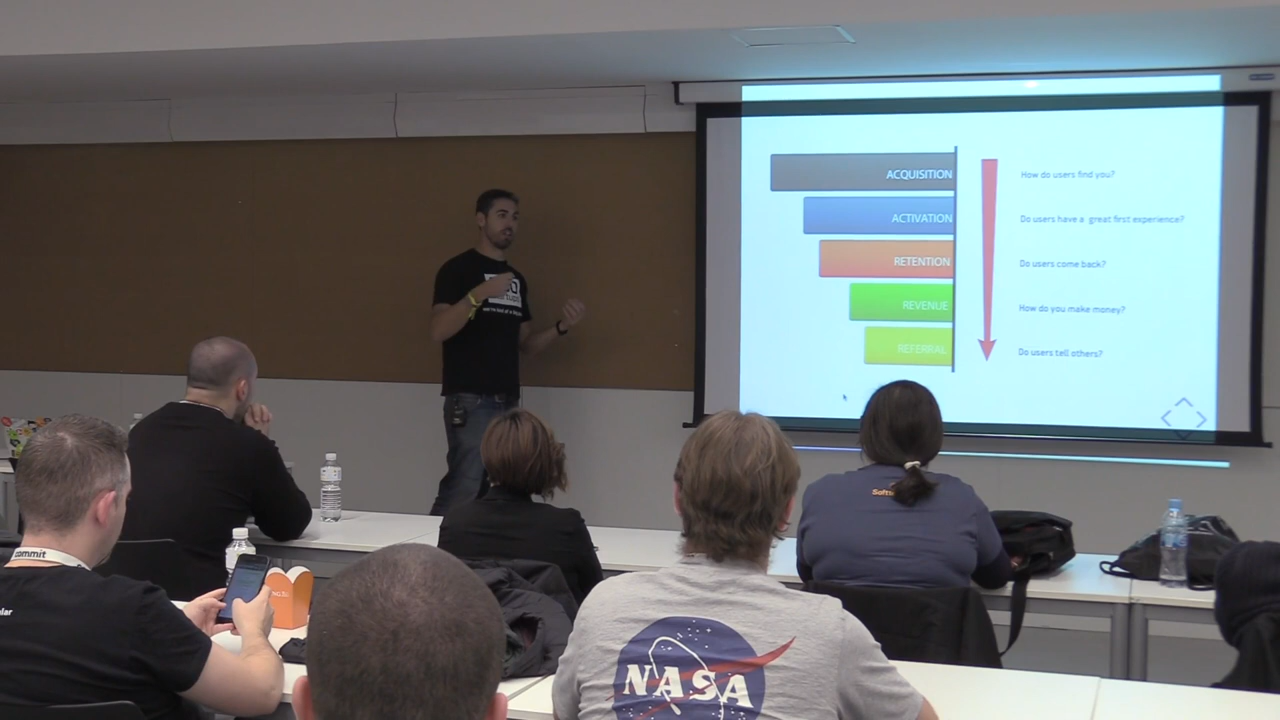 ACQUISITION
How do users find you?
ACTIVATION
Do users have a great first experience?
RETENTION
Do users come back?
REVENUE
How do you make money?
REFERRAL
Do users tell others?
commit
NASA